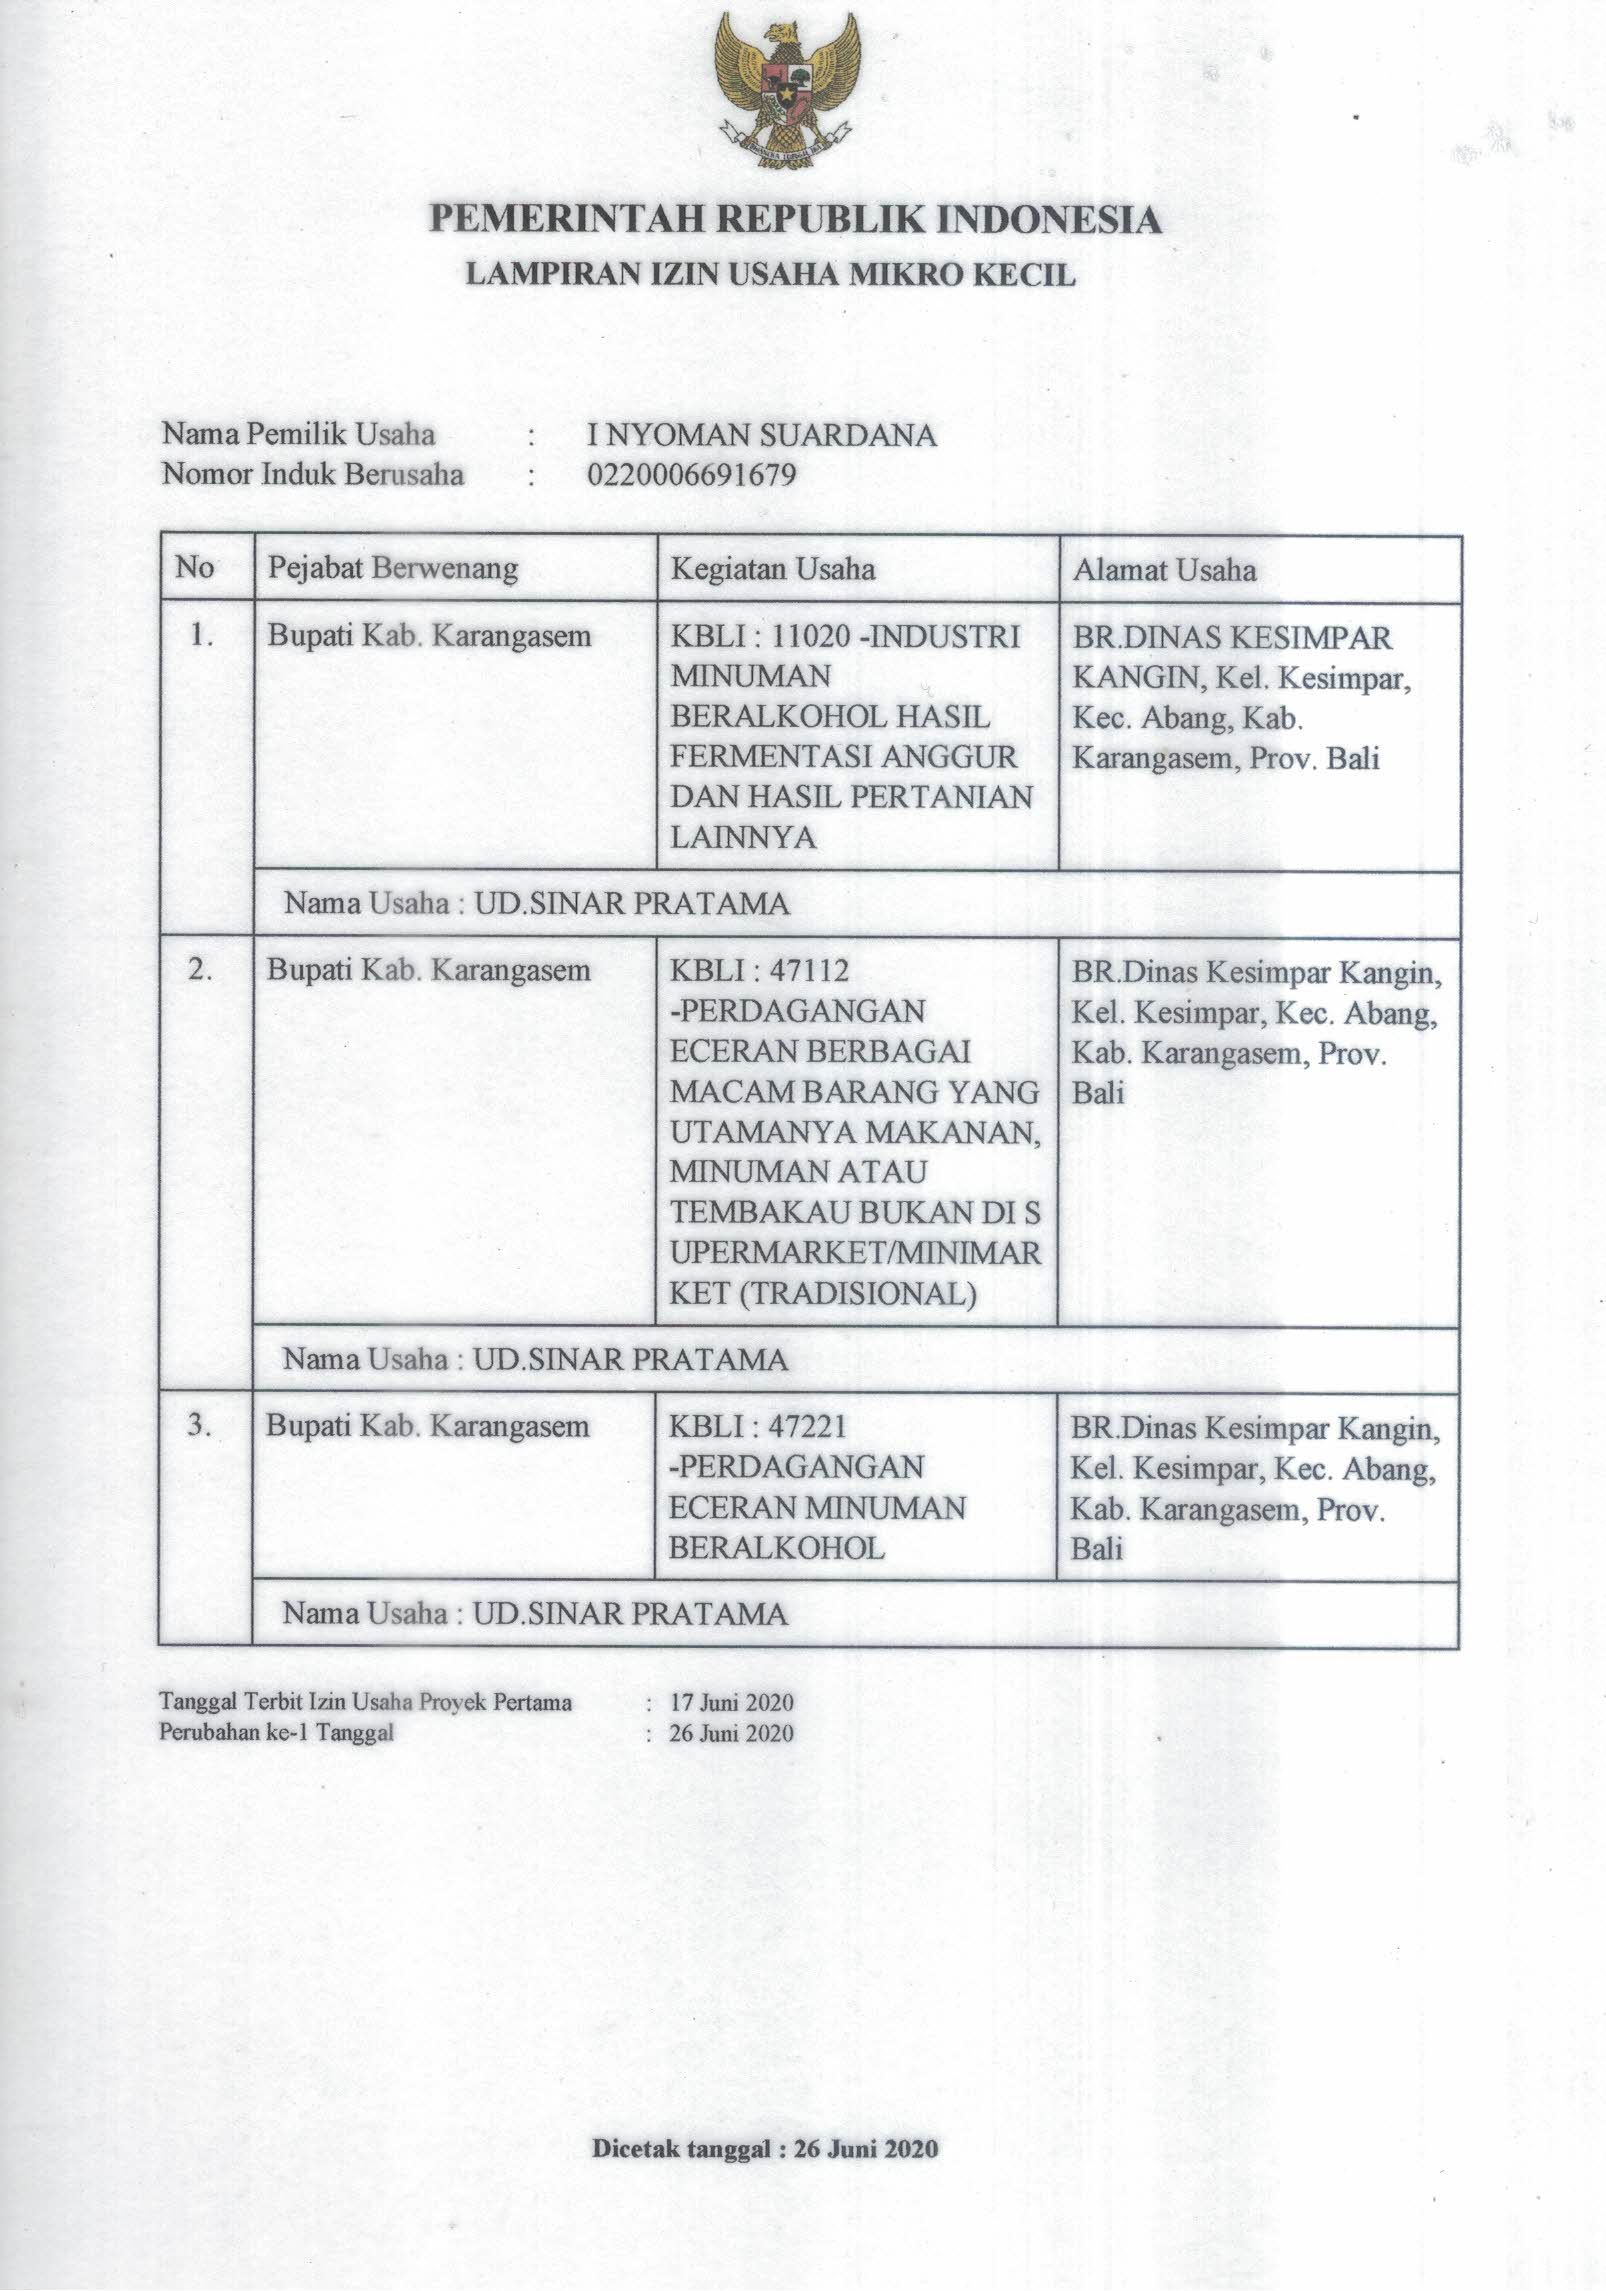 PEMERINTAH REPUBLIK INDONESIA
LAMPIRAN IZIN USAHA MIKRO KECIL
Nama Pemilik Usaha : I NYOMAN SUARDANA
Nomor Induk Berusaha : 0220006691679
No Pejabat Berwenang Kegiatan Usaha Alamat Usaha
1. Bupati Kab. Karangasem KBLI : 11020 -INDUSTRI BR.DINAS KESIMPAR
MINUMAN KANGIN, Kel. Kesimpar,
BERALKOHOL HASIL Kec. Abang, Kab.
FERMENTASI ANGGUR Karangasem, Prov. Bali
DAN HASIL PERTANIAN
LAINNYA
Nama Usaha : UD.SINAR PRATAMA
2. Bupati Kab. Karangasem KBLI : 47112 BR.Dinas Kesimpar Kangin,
-PERDAGANGAN Kel. Kesimpar, Kec. Abang,
ECERAN BERBAGAI Kab. Karangasem, Prov.
MACAM BARANG YANG Bali
UTAMANYA MAKANAN,
MINUMAN ATAU
TEMBAKAU BUKAN DI S
UPERMARKET/MINIMAR
KET (TRADISIONAL)
Nama Usaha : UD.SINAR PRATAMA
3. Bupati Kab. Karangasem KBLI : 47221 BR.Dinas Kesimpar Kangin,
-PERDAGANGAN Kel. Kesimpar, Kec. Abang,
ECERAN MINUMAN Kab. Karangasem, Prov.
BERALKOHOL Bali
Nama Usaha : UD.SINAR PRATAMA
Tanggal Terbit Izin Usaha Proyek Pertama : 17 Juni 2020
Perubahan ke-1 Tanggal : 26 Juni 2020
Dicetak tanggal : 26 Juni 2020